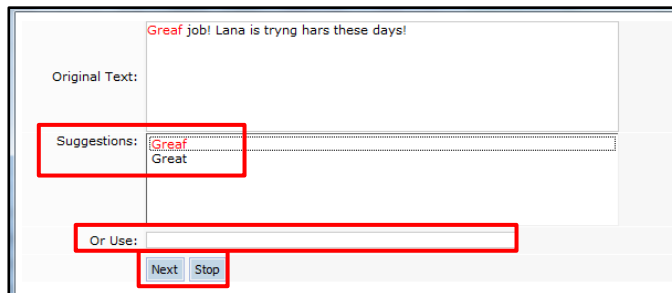 Greaf job! Lana is tryng hars these days!
Original Text:
Suggestions:
Greaf
Great
Or Use:
Next Stop